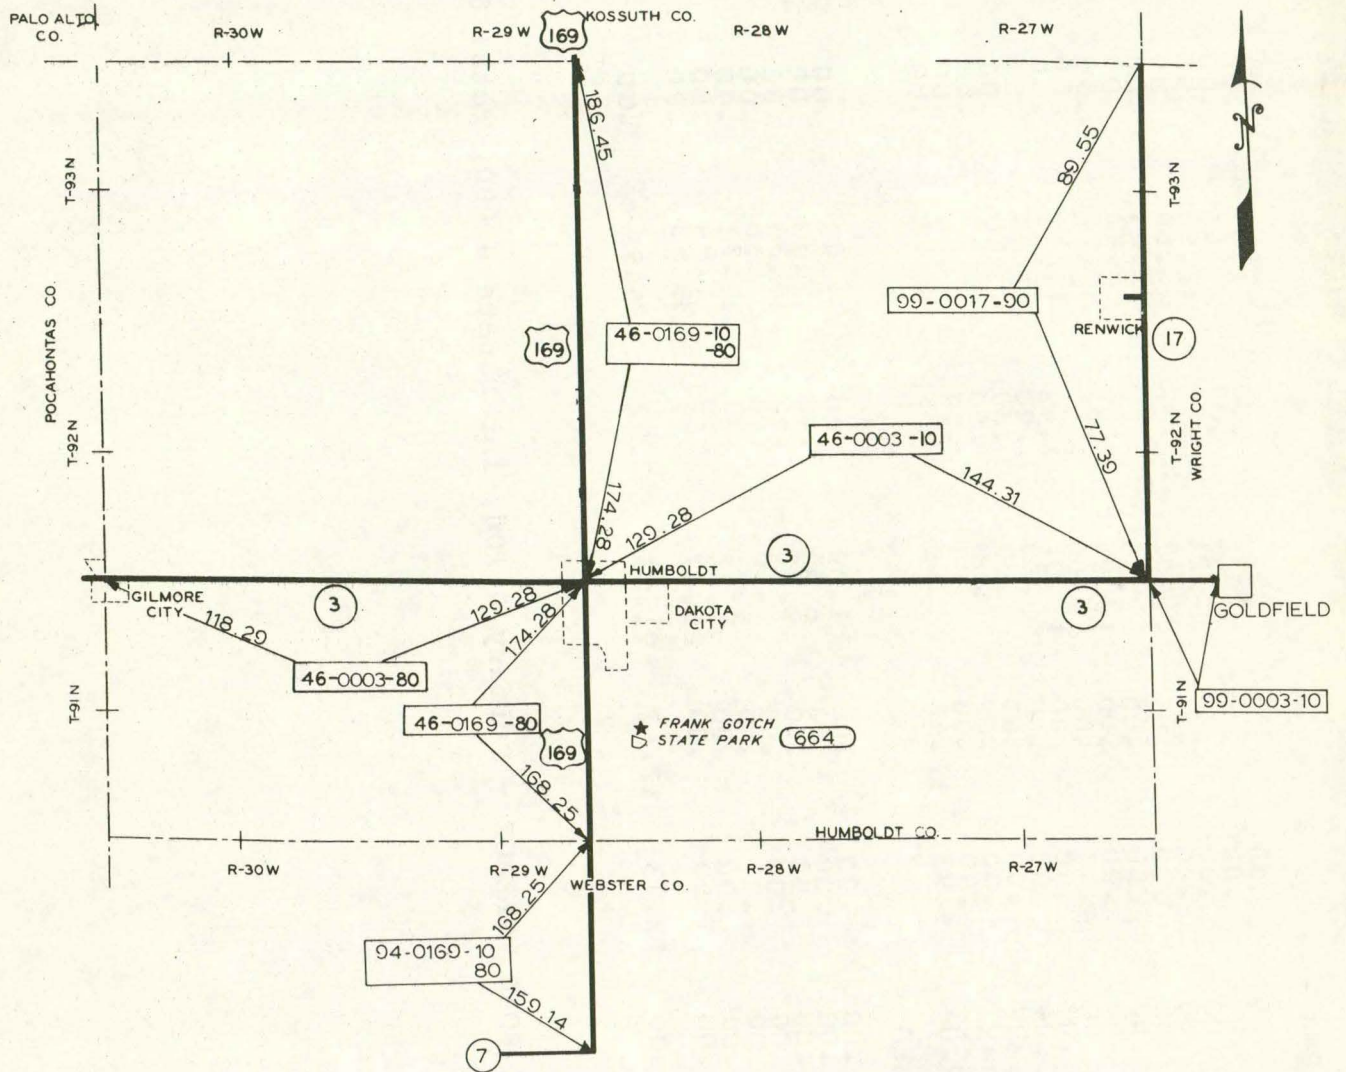 PALO ALTO
CO.
R-30W
R-29 W
169
KOSSUTH CO.
R-28W
R-27W
N
186.45
89.55
T-93N
T-93N
99-0017-90
RENWICK
17
POCAHONTAS CO.
169
46-0169-10
-80
77.39
T-92N
T-92N
WRIGHT CO.
46-0003-10
144.31
174.28
129.28
3
HUMBOLDT
GILMORE
CITY
3
129.28
118.29
174.28
DAKOTA
CITY
3
GOLDFIELD
46-0003-80
46-0169-80
T-91N
T-91N
99-0003-10
169
FRANK GOTCH
STATE PARK
664
168.25
HUMBOLDT CO.
R-30W
R-29 W
R-28W
R-27W
WEBSTER CO.
168.25
94-0169-10
80
159.14
7